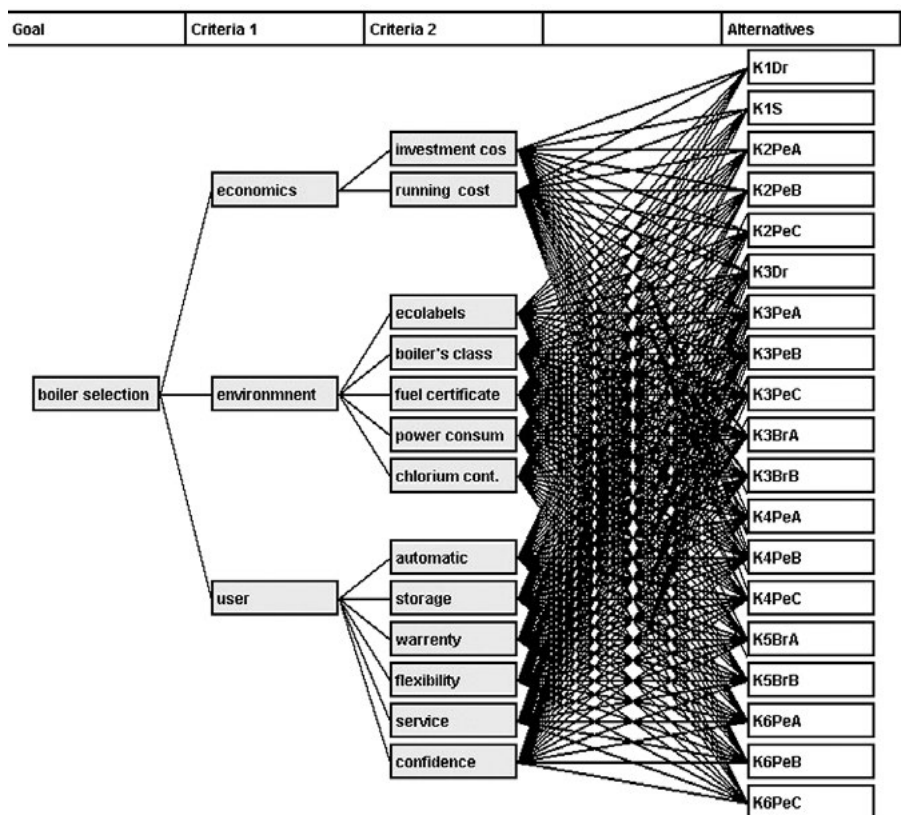 Goal
Criteria 1
Criteria 2
Alternatives
boiler selection
economics
environmnent
user
investment cos
running cost
ecolabels
boiler's class
fuel certificate
power consum
chlorium cont.
automatic
storage
warrenty
flexibility
service
confidence
K1Dr
K1S
K2PeA
K2PeB
K2PeC
K3Dr
K3PeA
K3PeB
K3PeC
K3BrA
K3BrB
K4PeA
K4PeB
K4PeC
K5BrA
K5BrB
K6PeA
K6PeB
K6PeC